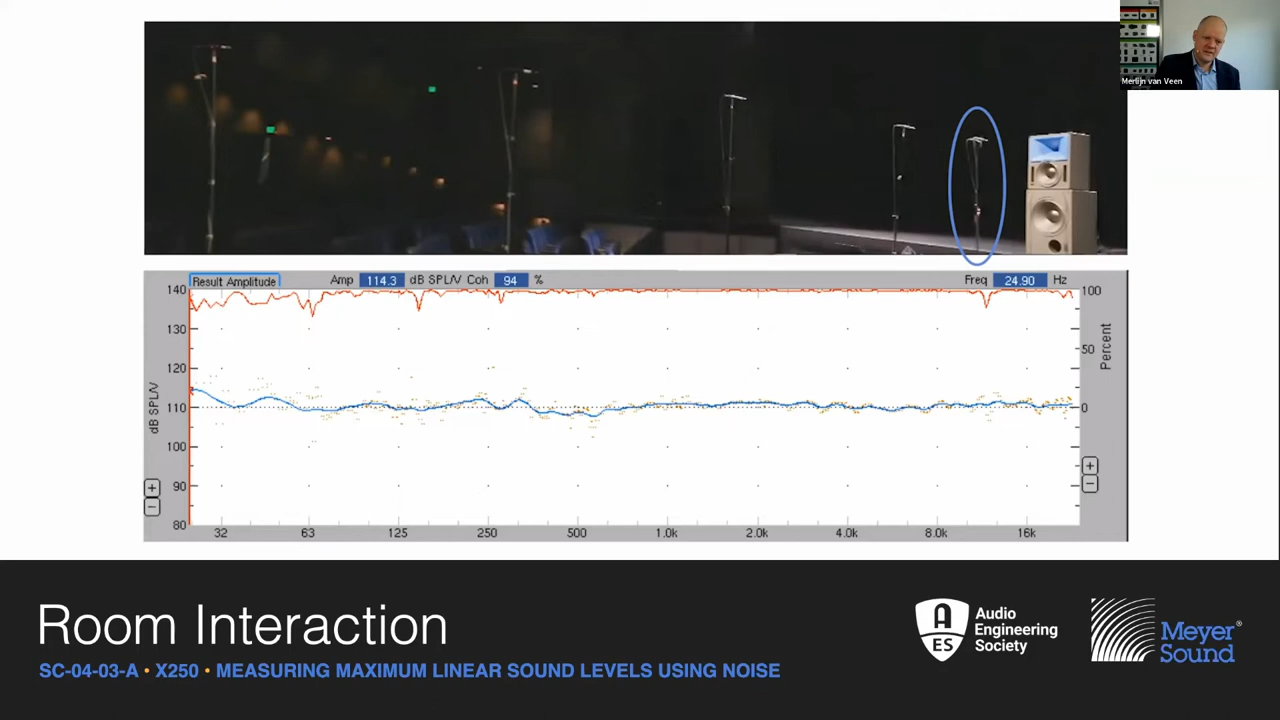 Merlijn van Veen
Result Amplitude Amp 114.3 dB SPL/V Coh 94 % Freq 24.90 Hz
140
130
120
110
100
90
80
dB SPL/V
+
−
100
50
0
Percent
+
−
32 63 125 250 500 1.0k 2.0k 4.0k 8.0k 16k
Room Interaction
SC-04-03-A • X250 • MEASURING MAXIMUM LINEAR SOUND LEVELS USING NOISE
A
ES
Audio
Engineering
Society
Meyer®
Sound